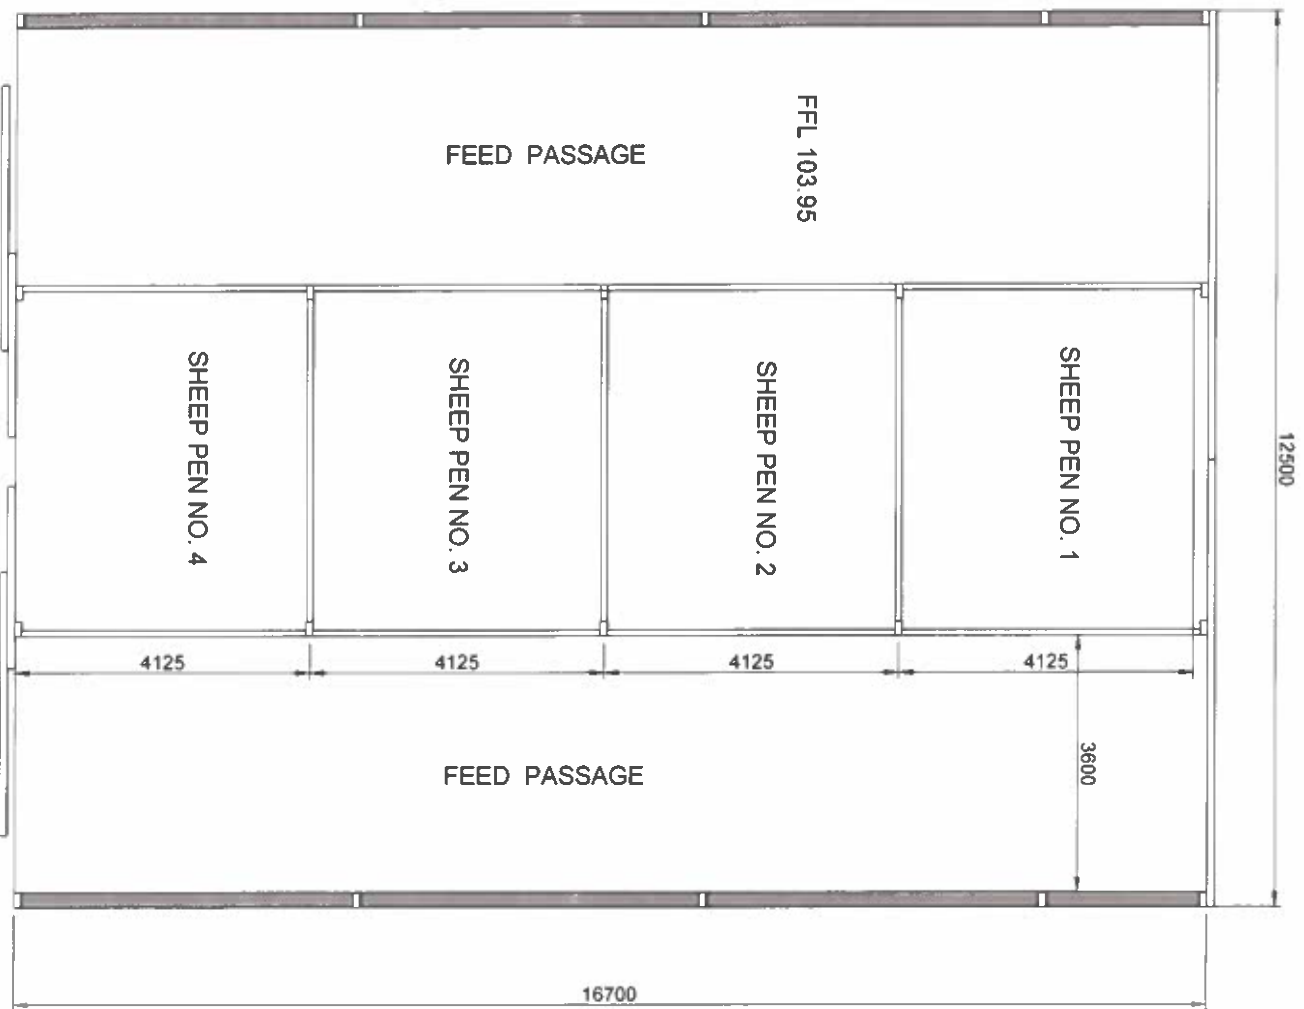 FEED PASSAGE
FFL 103.95
12500
SHEEP PEN NO. 4
SHEEP PEN NO. 3
SHEEP PEN NO. 2
SHEEP PEN NO. 1
4125
4125
4125
4125
3600
FEED PASSAGE
16700